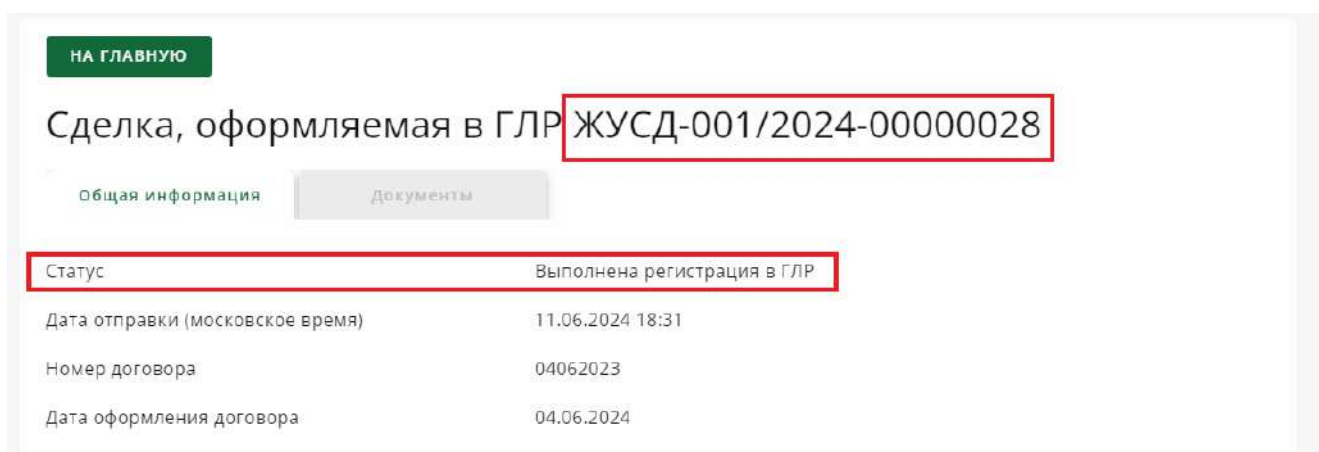 НА ГЛАВНУЮ
Сделка, оформляемая в ГЛР ЖУСД-001/2024-00000028
Общая информация Документы
Статус Выполнена регистрация в ГЛР
Дата отправки (московское время) 11.06.2024 18:31
Номер договора 04062023
Дата оформления договора 04.06.2024